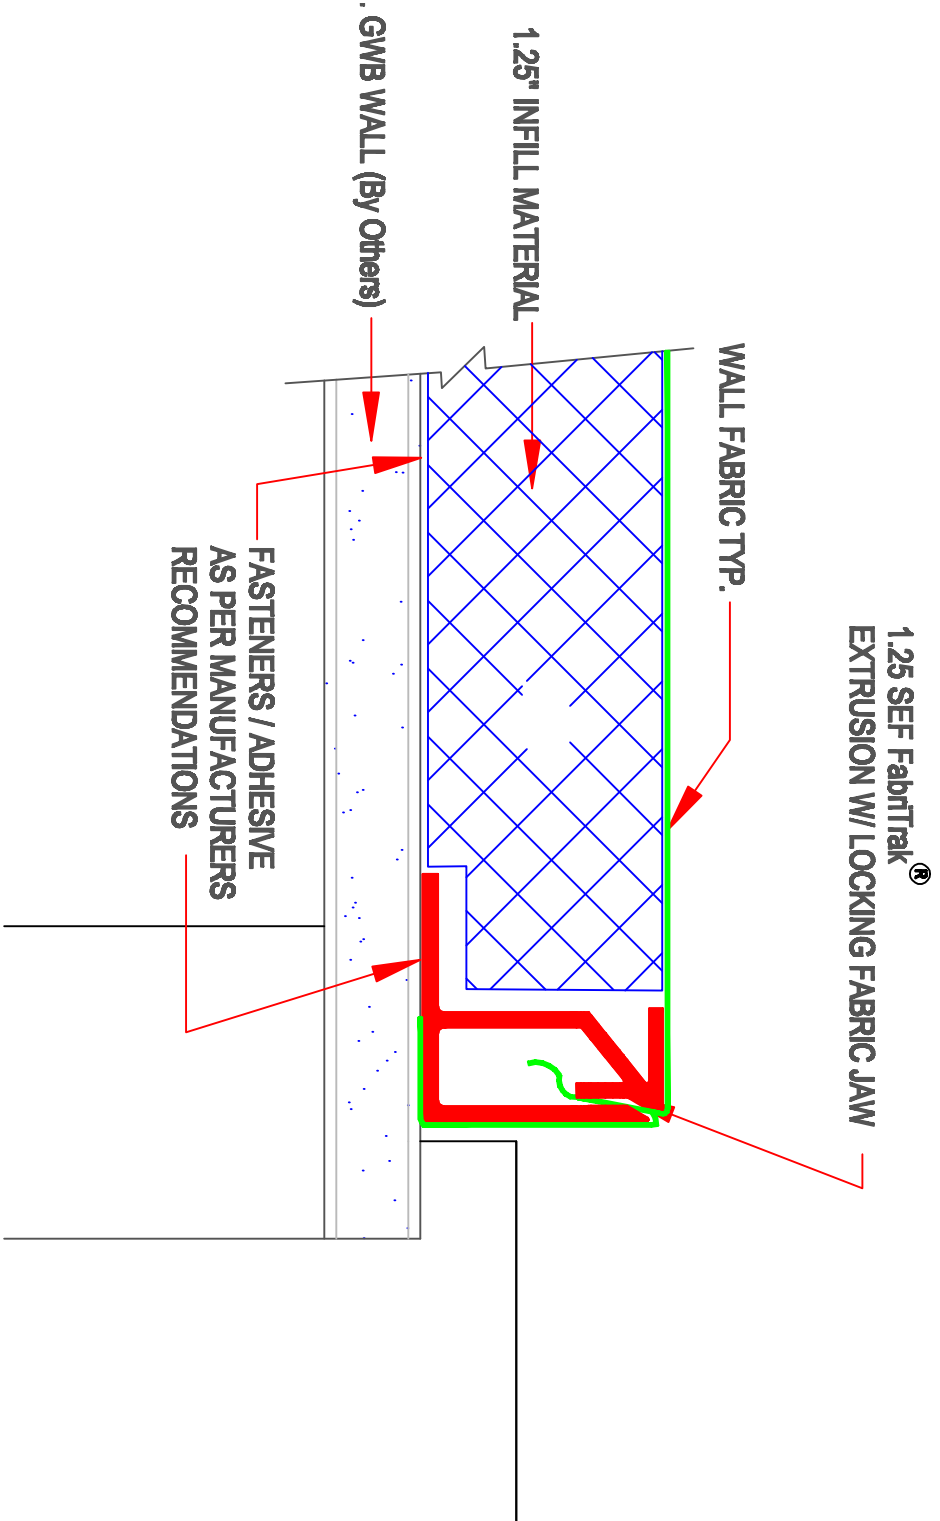 1.25 SEF FabriTrak ®
EXTRUSION W/ LOCKING FABRIC JAW
WALL FABRIC TYP.
1.25" INFILL MATERIAL
. GWB WALL (By Others)
FASTENERS / ADHESIVE
AS PER MANUFACTURERS
RECOMMENDATIONS